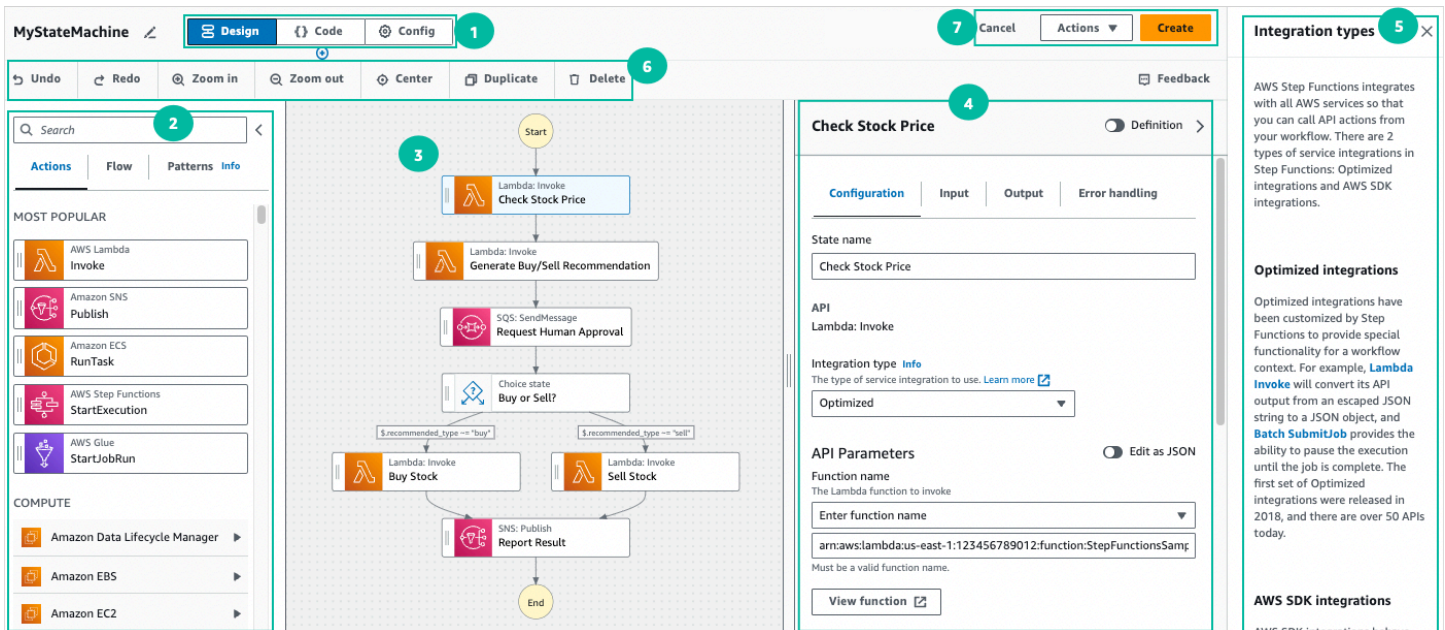 MyStateMachine
Design
{} Code
Config
1
7
Cancel
Actions
Create
Undo
Redo
Zoom in
Zoom out
Center
Duplicate
Delete
6
Feedback
2
Search
Actions
Flow
Patterns Info
MOST POPULAR
AWS Lambda
Invoke
Amazon SNS
Publish
Amazon ECS
RunTask
AWS Step Functions
StartExecution
AWS Glue
StartJobRun
COMPUTE
Amazon Data Lifecycle Manager
Amazon EBS
Amazon EC2
3
Start
Lambda: Invoke
Check Stock Price
Lambda: Invoke
Generate Buy/Sell Recommendation
SQS: SendMessage
Request Human Approval
Choice state
Buy or Sell?
$.recommended_type == "buy"
$.recommended_type == "sell"
Lambda: Invoke
Buy Stock
Lambda: Invoke
Sell Stock
SNS: Publish
Report Result
End
4
Check Stock Price
Definition
Configuration
Input
Output
Error handling
State name
Check Stock Price
API
Lambda: Invoke
Integration type Info
The type of service integration to use. Learn more
Optimized
API Parameters
Edit as JSON
Function name
The Lambda function to invoke
Enter function name
arn:aws:lambda:us-east-1:123456789012:function:StepFunctionsSamp
Must be a valid function name.
View function
Integration types
5
AWS Step Functions integrates
with all AWS services so that
you can call API actions from
your workflow. There are 2
types of service integrations in
Step Functions: Optimized
integrations and AWS SDK
integrations.
Optimized integrations
Optimized integrations have
been customized by Step
Functions to provide special
functionality for a workflow
context. For example, Lambda
Invoke will convert its API
output from an escaped JSON
string to a JSON object, and
Batch SubmitJob provides the
ability to pause the execution
until the job is complete. The
first set of Optimized
integrations were released in
2018, and there are over 50 APIs
today.
AWS SDK integrations